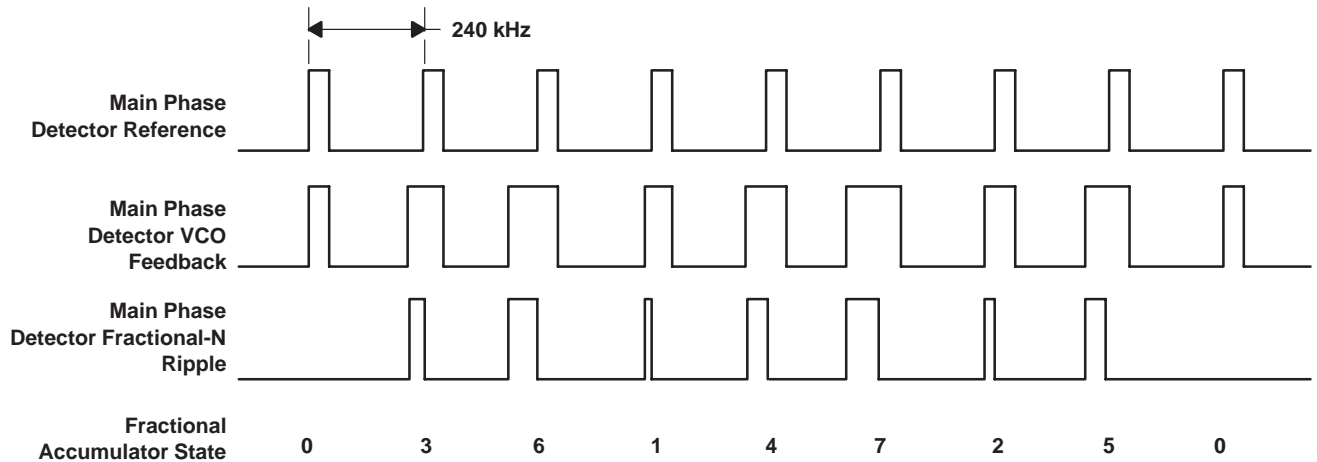 240 kHz
Main Phase
Detector Reference
Main Phase
Detector VCO
Feedback
Main Phase
Detector Fractional-N
Ripple
Fractional
Accumulator State
0 3 6 1 4 7 2 5 0